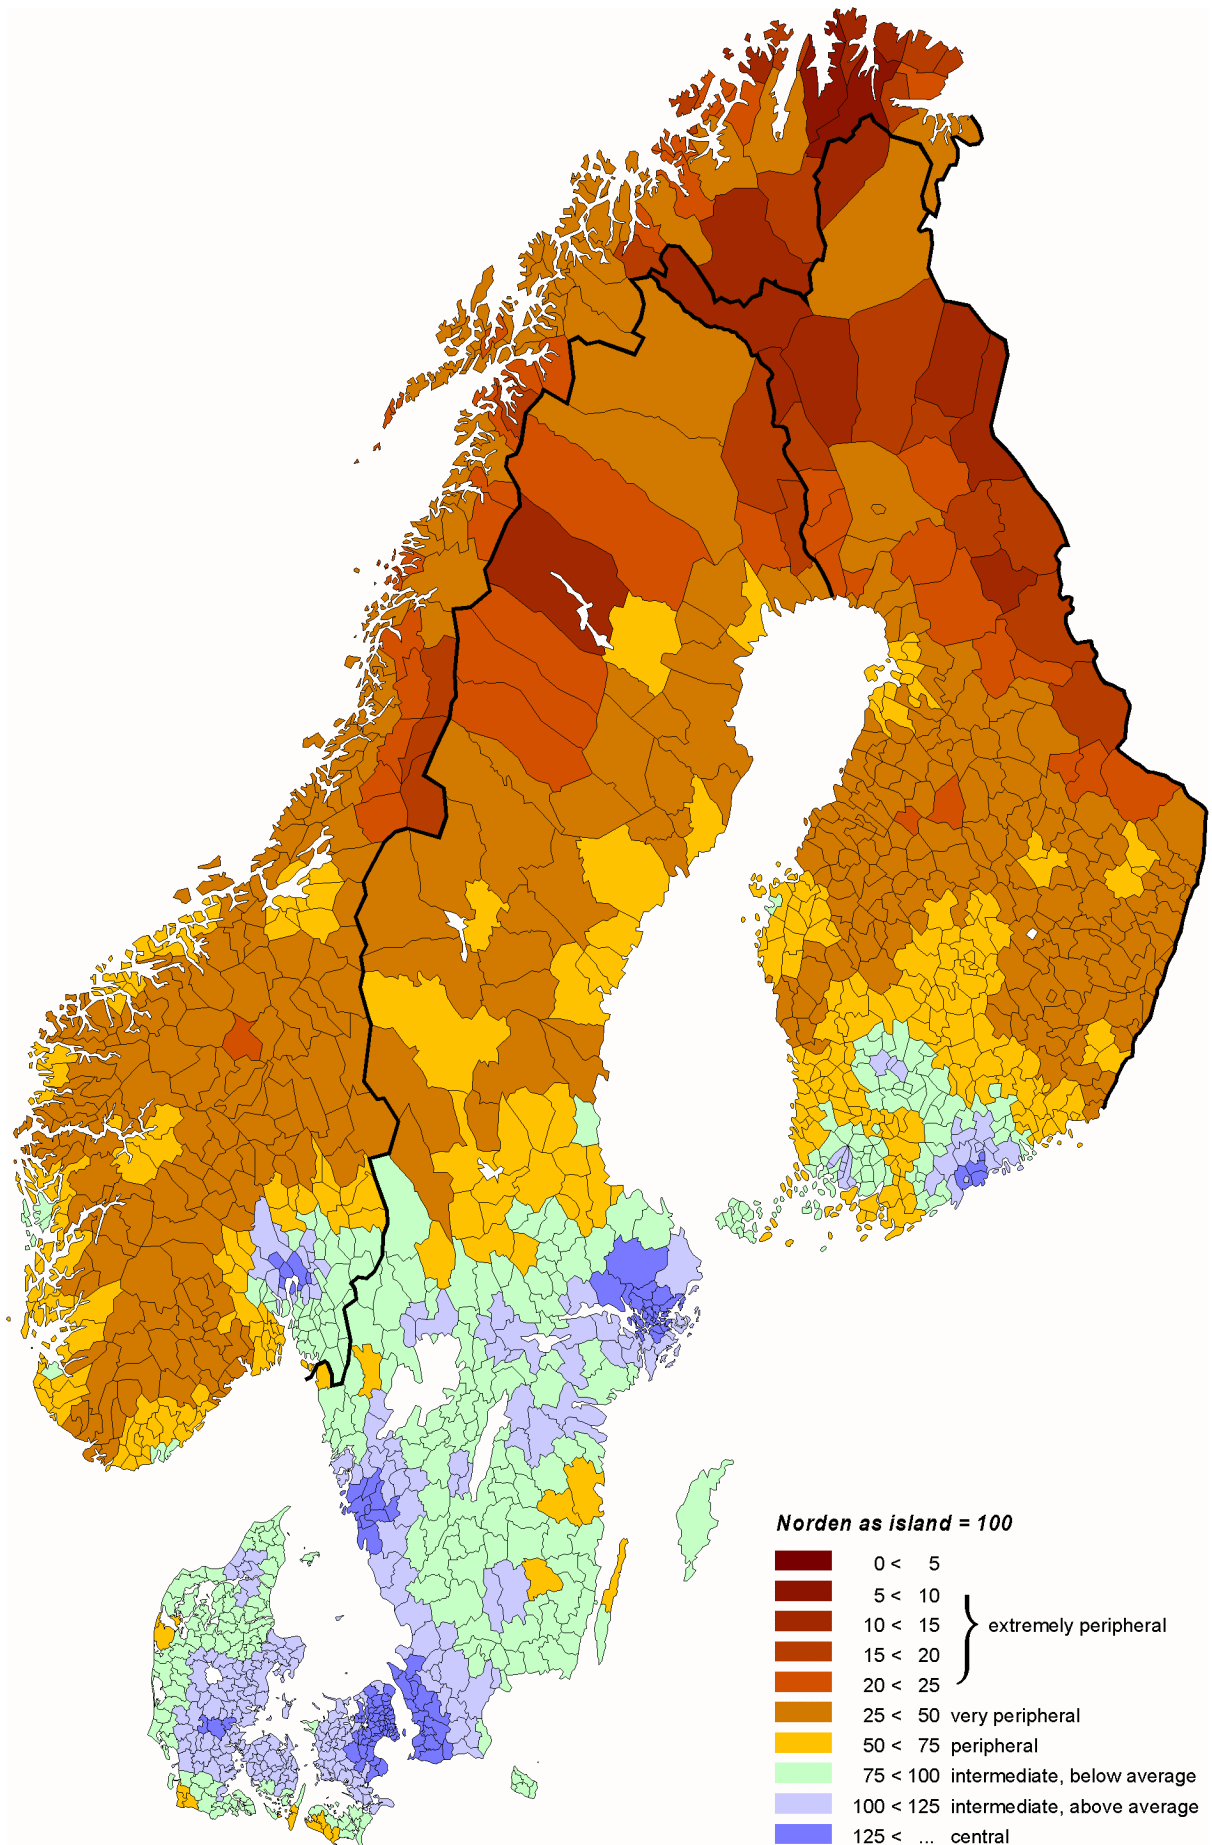 Norden as island = 100
0 < 5
5 < 10
10 < 15
extremely peripheral
15 < 20
20 < 25
25 < 50 very peripheral
50 < 75 peripheral
75 < 100 intermediate, below average
100 < 125 intermediate, above average
125 < ... central